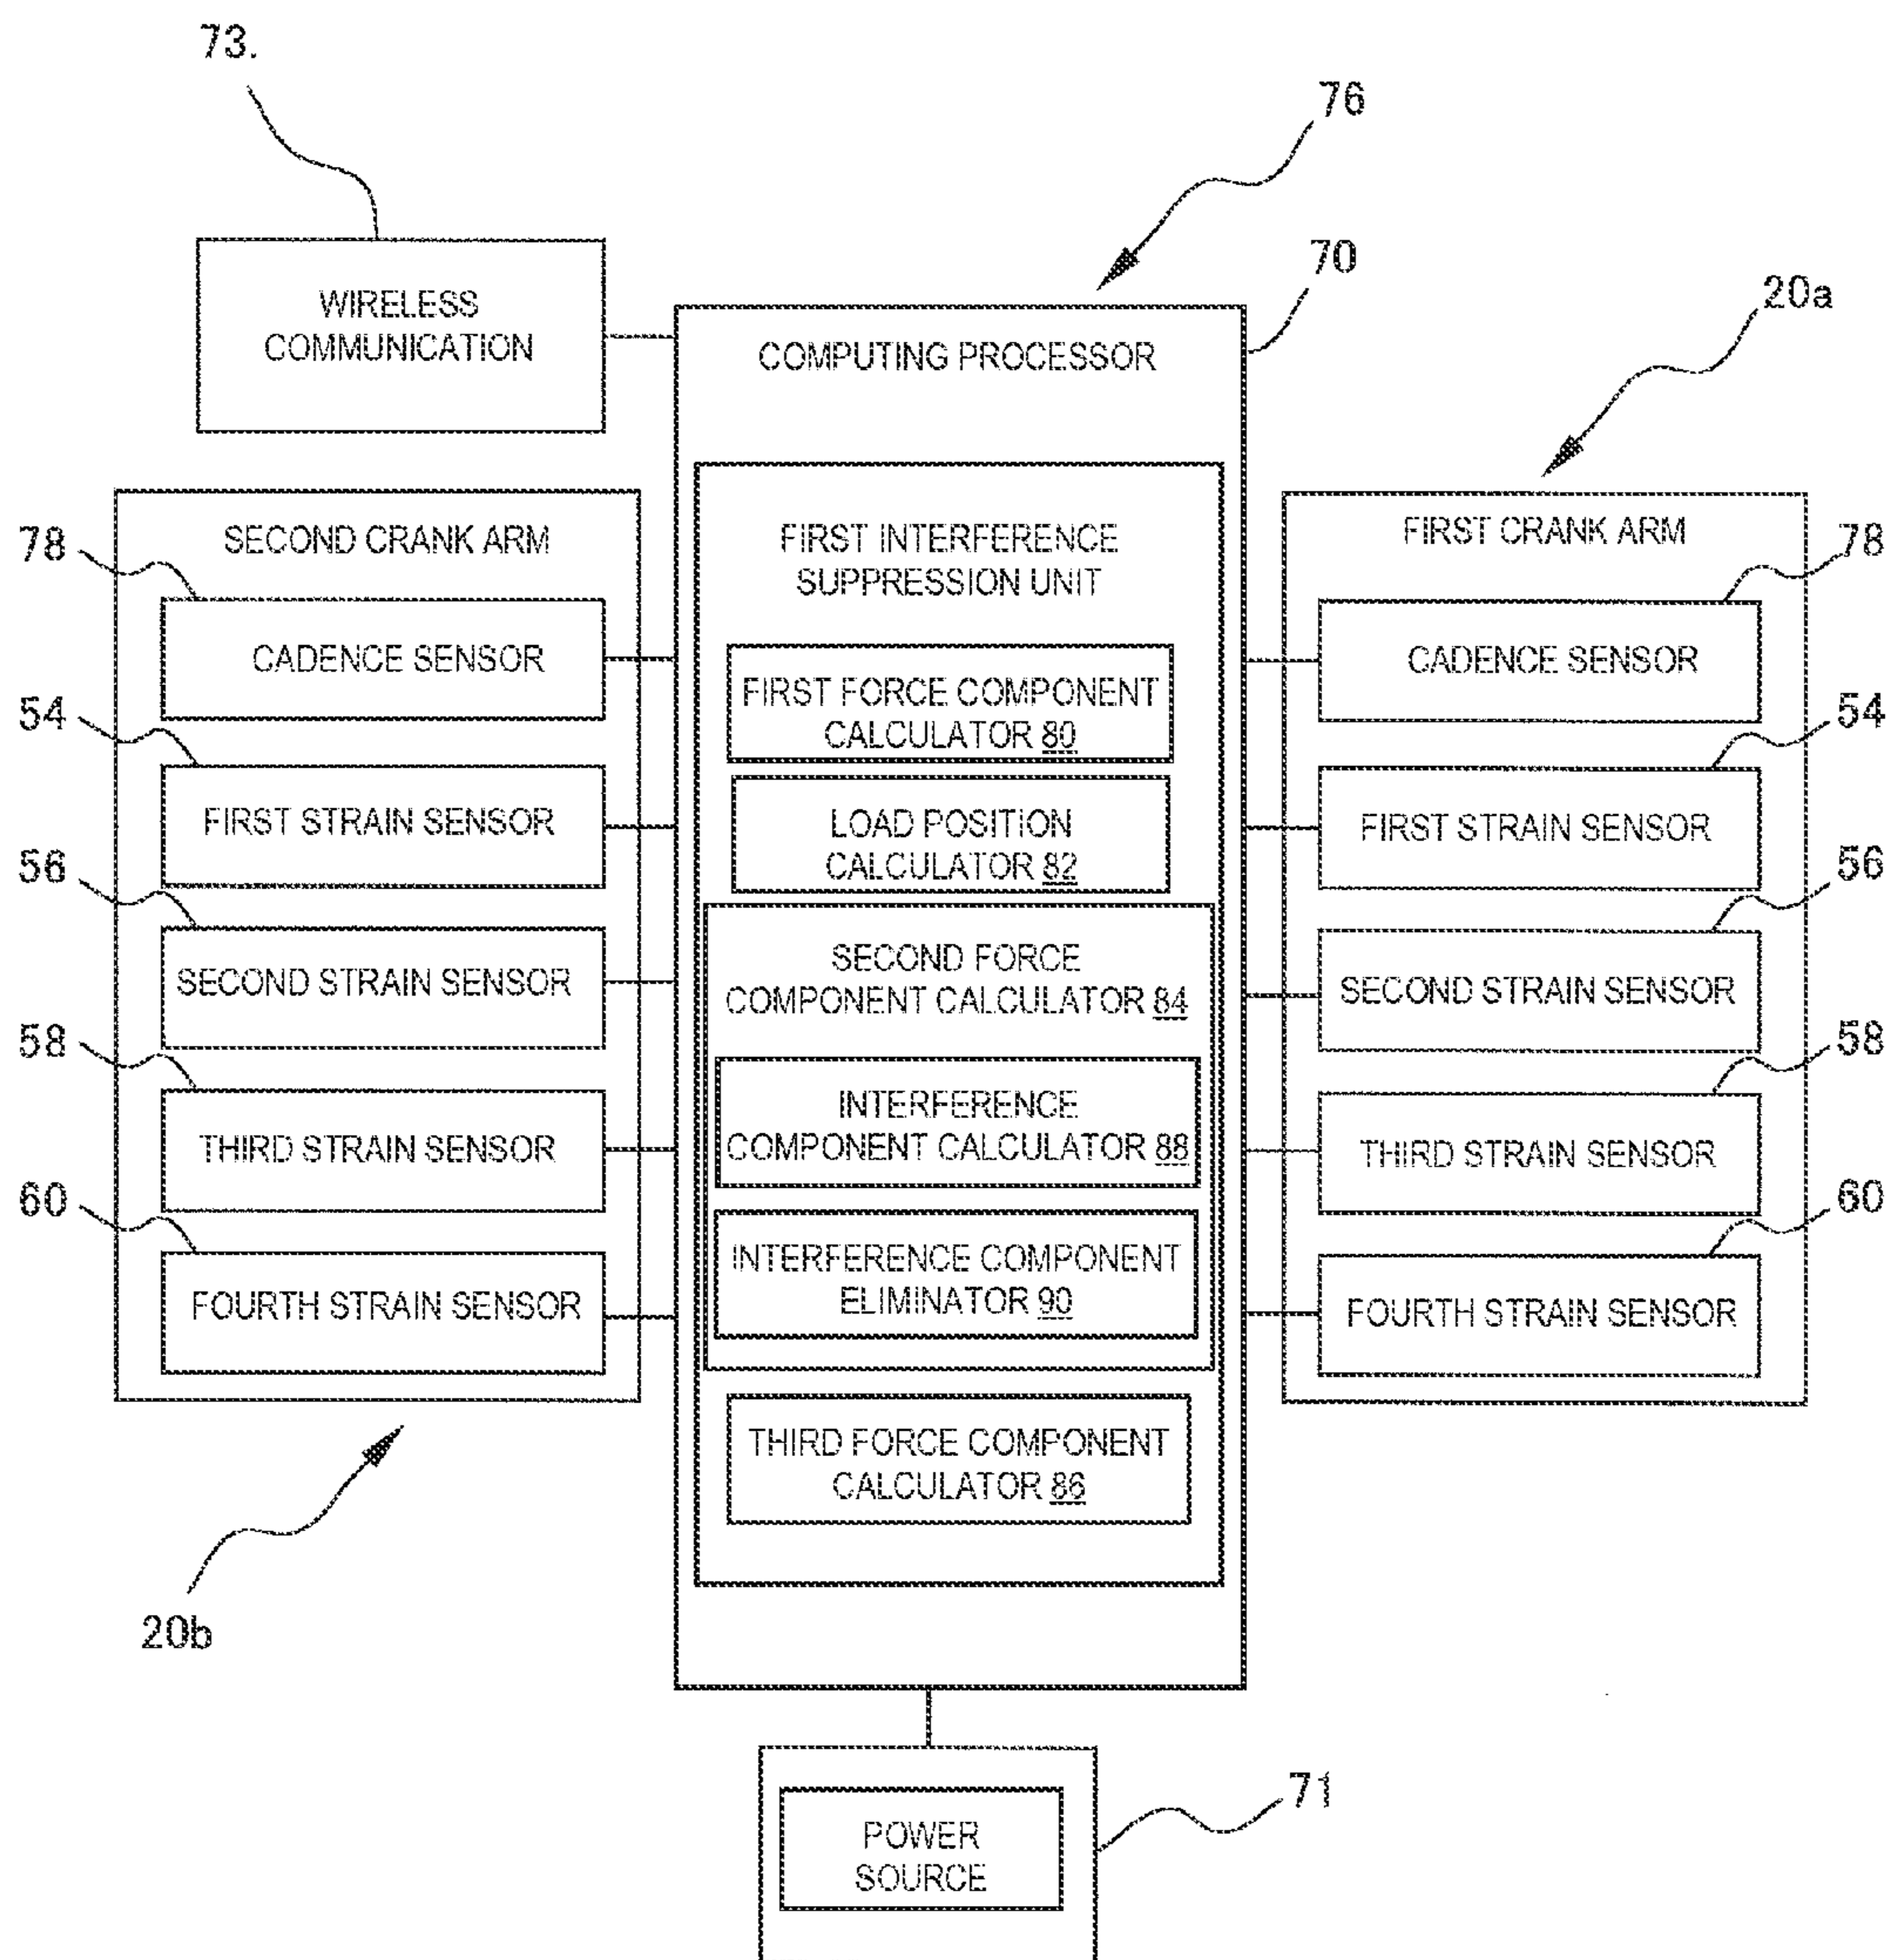 73.
76
70
20a
WIRELESS
COMMUNICATION
COMPUTING PROCESSOR
SECOND CRANK ARM
78
CADENCE SENSOR
54
FIRST STRAIN SENSOR
56
SECOND STRAIN SENSOR
58
THIRD STRAIN SENSOR
60
FOURTH STRAIN SENSOR
20b
FIRST INTERFERENCE
SUPPRESSION UNIT
FIRST FORCE COMPONENT
CALCULATOR 80
LOAD POSITION
CALCULATOR 82
SECOND FORCE
COMPONENT CALCULATOR 84
INTERFERENCE
COMPONENT CALCULATOR 88
INTERFERENCE COMPONENT
ELIMINATOR 90
THIRD FORCE COMPONENT
CALCULATOR 86
FIRST CRANK ARM
78
CADENCE SENSOR
54
FIRST STRAIN SENSOR
56
SECOND STRAIN SENSOR
58
THIRD STRAIN SENSOR
60
FOURTH STRAIN SENSOR
71
POWER
SOURCE